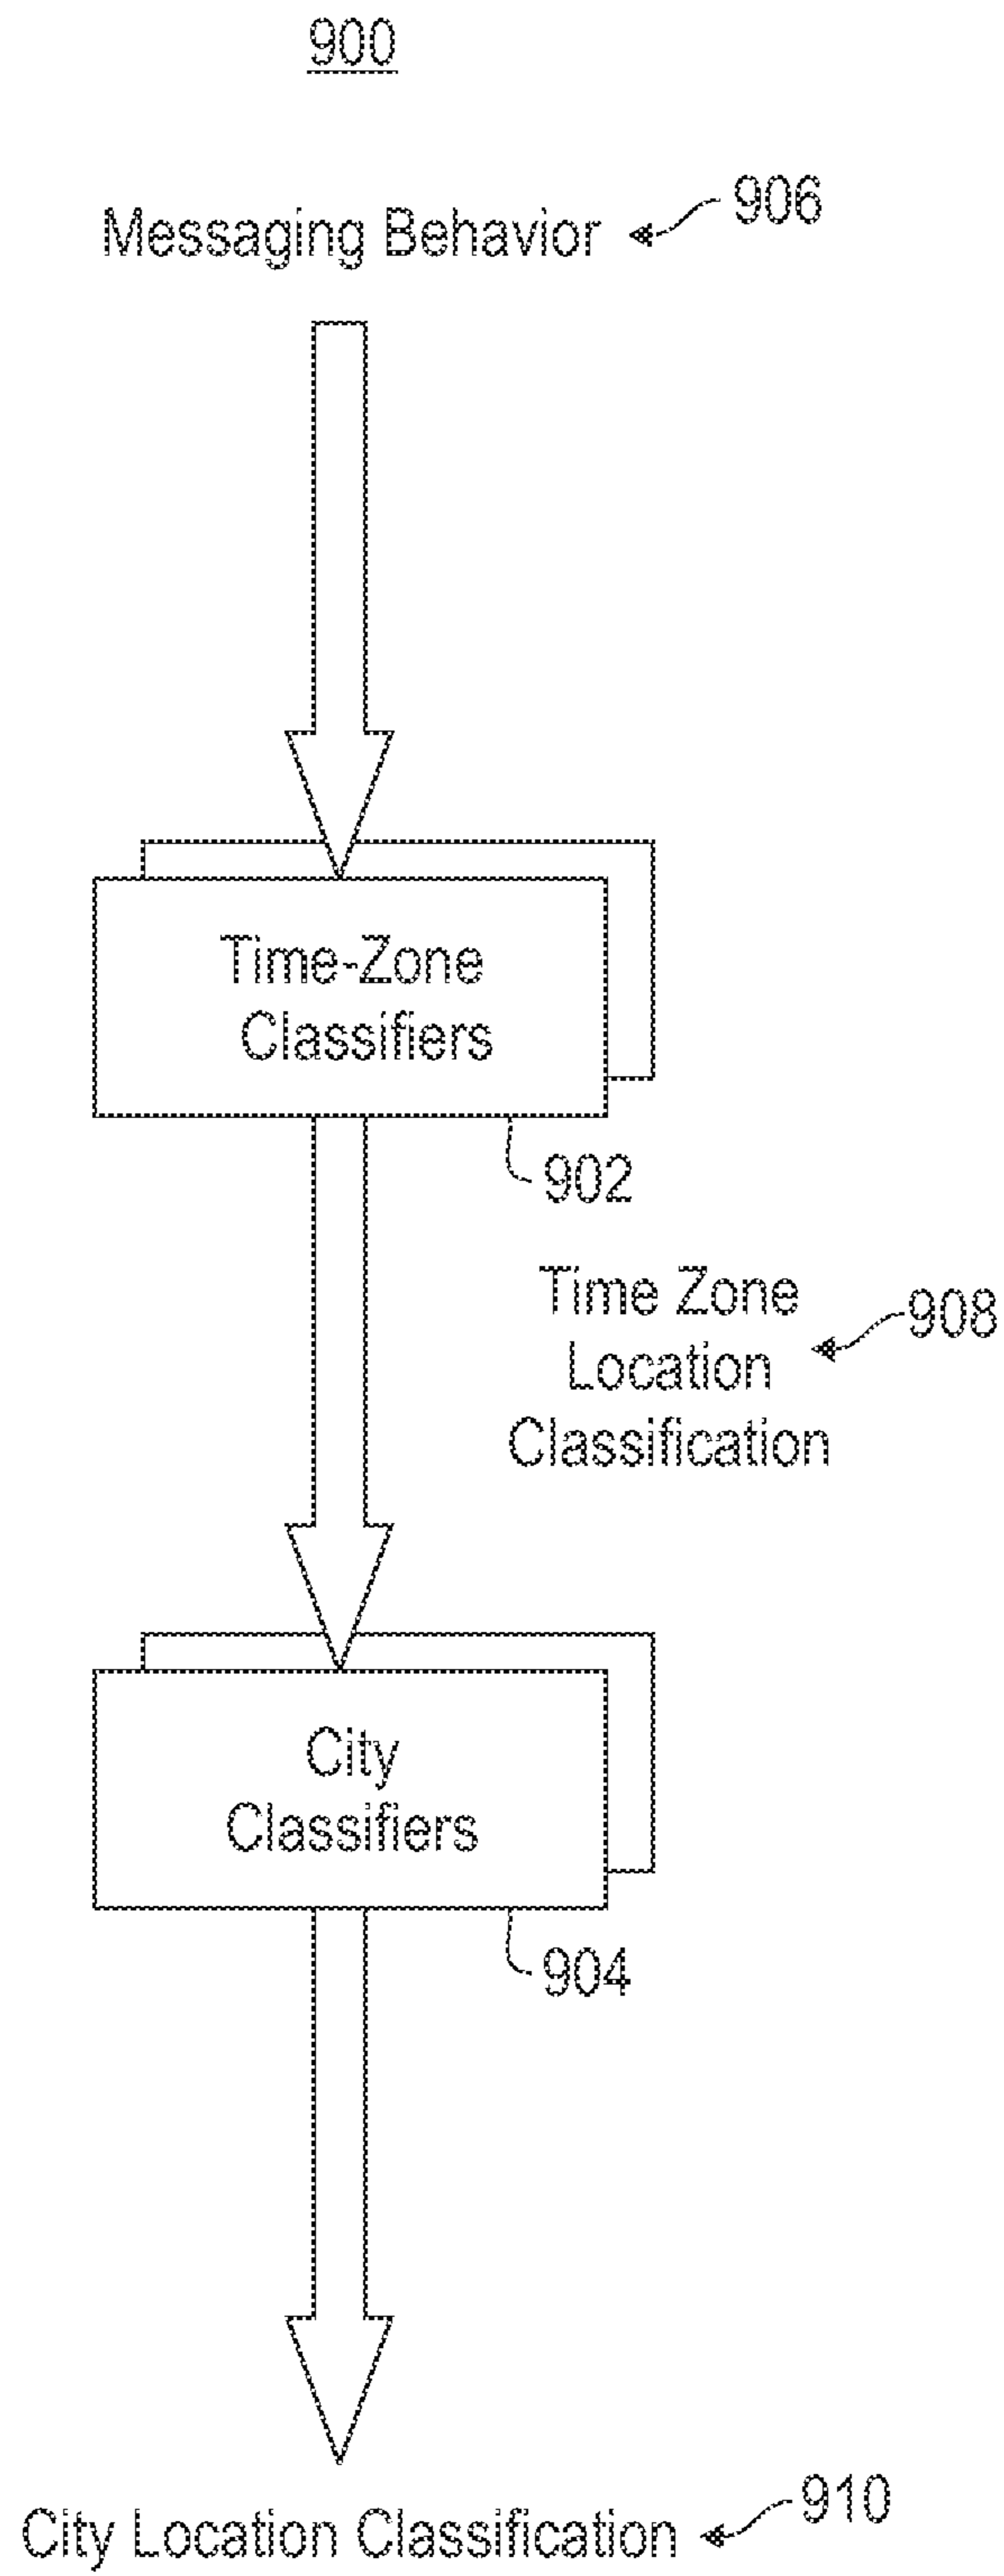 900
Messaging Behavior
906
Time-Zone
Classifiers
902
Time Zone
Location
Classification
908
City
Classifiers
904
City Location Classification
910